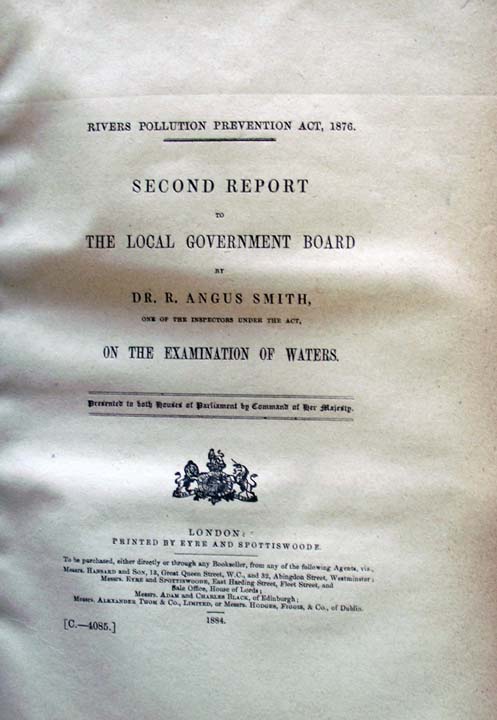 RIVERS POLLUTION PREVENTION ACT, 1876.
SECOND REPORT
TO
THE LOCAL GOVERNMENT BOARD
BY
DR. R. ANGUS SMITH,
ONE OF THE INSPECTORS UNDER THE ACT,
ON THE EXAMINATION OF WATERS.
Presented to both Houses of Parliament by Command of Her Majesty.
LONDON:
PRINTED BY EYRE AND SPOTTISWOODE.
To be purchased, either directly or through any Bookseller, from any of the following Agents, viz.,
Messrs. HANSARD and SON, 13, Great Queen Street, W.C., and 32, Abingdon Street, Westminster;
Messrs. EYRE and SPOTTISWOODE, East Harding Street, Fleet Street, and
Sale Office, House of Lords;
Messrs. ADAM and CHARLES BLACK, of Edinburgh;
Messrs. ALEXANDER THOM & Co., LIMITED, or Messrs. HODGES, FIGGIS, & Co., of Dublin.
1884.
[C.—4085.]